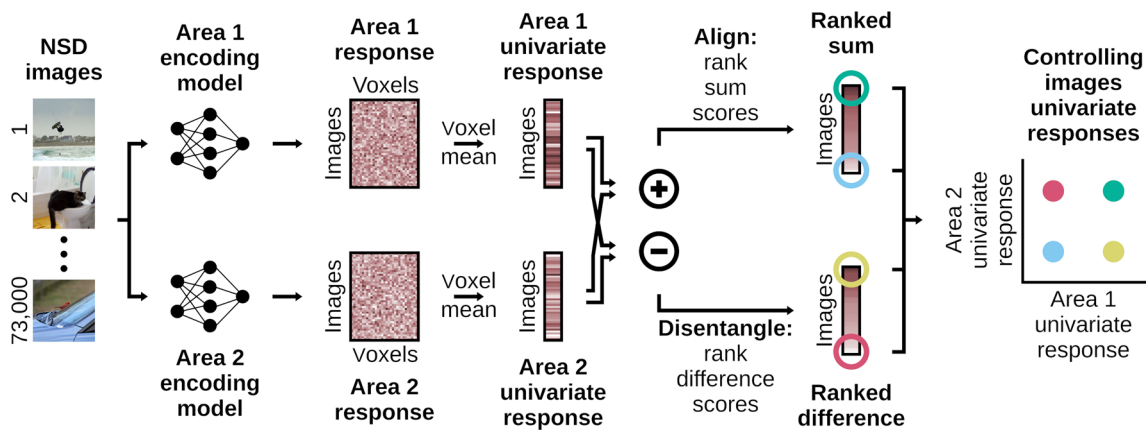 NSD
images
1
2
73,000
Area 1
encoding
model
Area 2
encoding
model
Area 1
response
Voxels
Images
Images
Voxels
Area 2
response
Voxel
mean
Voxel
mean
Area 1
univariate
response
Images
Images
Area 2
univariate
response
Align:
rank
sum
scores
+
−
Disentangle:
rank
difference
scores
Ranked
sum
Images
Images
Ranked
difference
Controlling
images
univariate
responses
Area 2
univariate
response
Area 1
univariate
response